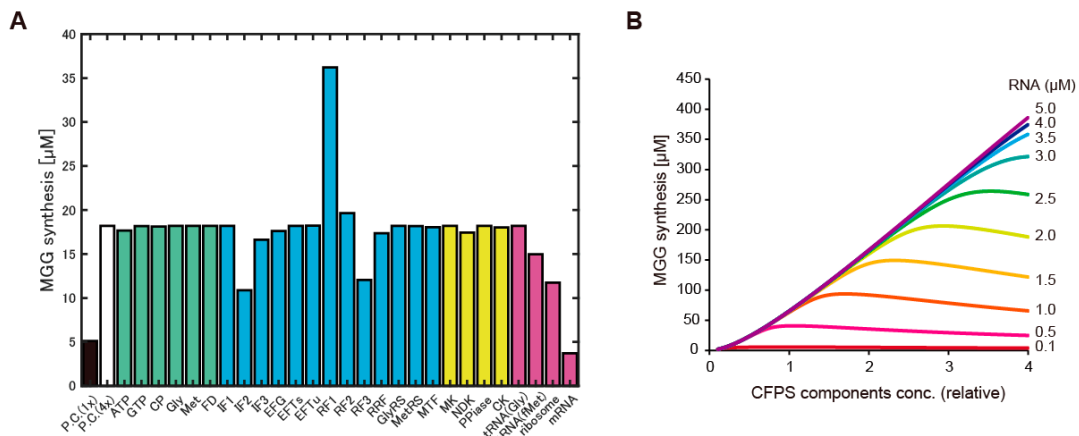 A
MGG synthesis [μM]
40
35
30
25
20
15
10
5
0
P.C.(1x)
P.C.(4x)
ATP
GTP
CP
Gly
Met
FD
IF1
IF2
IF3
EFG
EFTs
EFTu
RF1
RF2
RF3
RRF
GlyRS
MetRS
MTF
MK
NDK
PPiase
CK
tRNA(Gly)
RNA(fMet)
ribosome
mRNA
B
MGG synthesis [μM]
450
400
350
300
250
200
150
100
50
0
0 1 2 3 4
CFPS components conc. (relative)
RNA (μM)
5.0
4.0
3.5
3.0
2.5
2.0
1.5
1.0
0.5
0.1